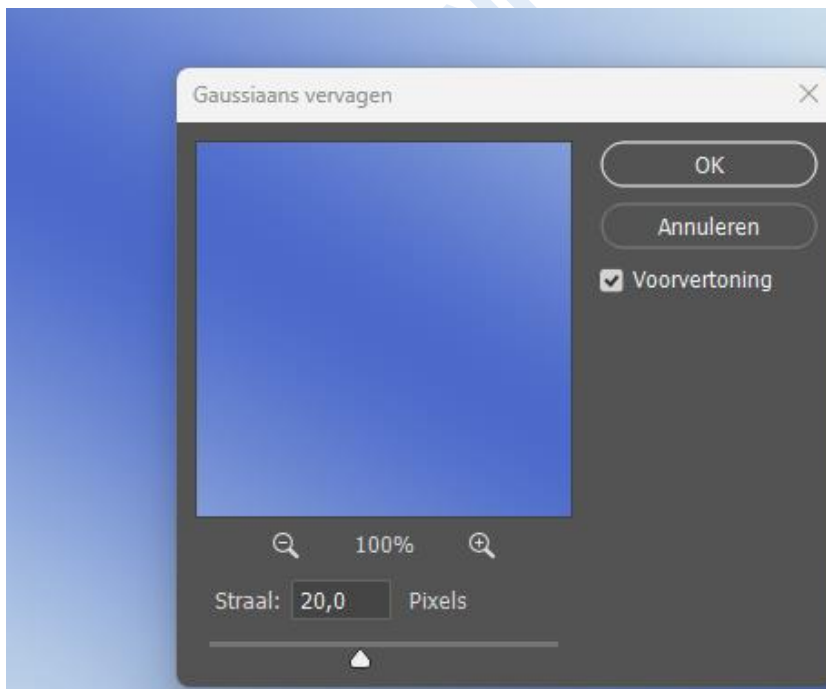 Gaussiaans vervagen
OK
Annuleren
Voorvertoning
100%
Straal: 20,0 Pixels